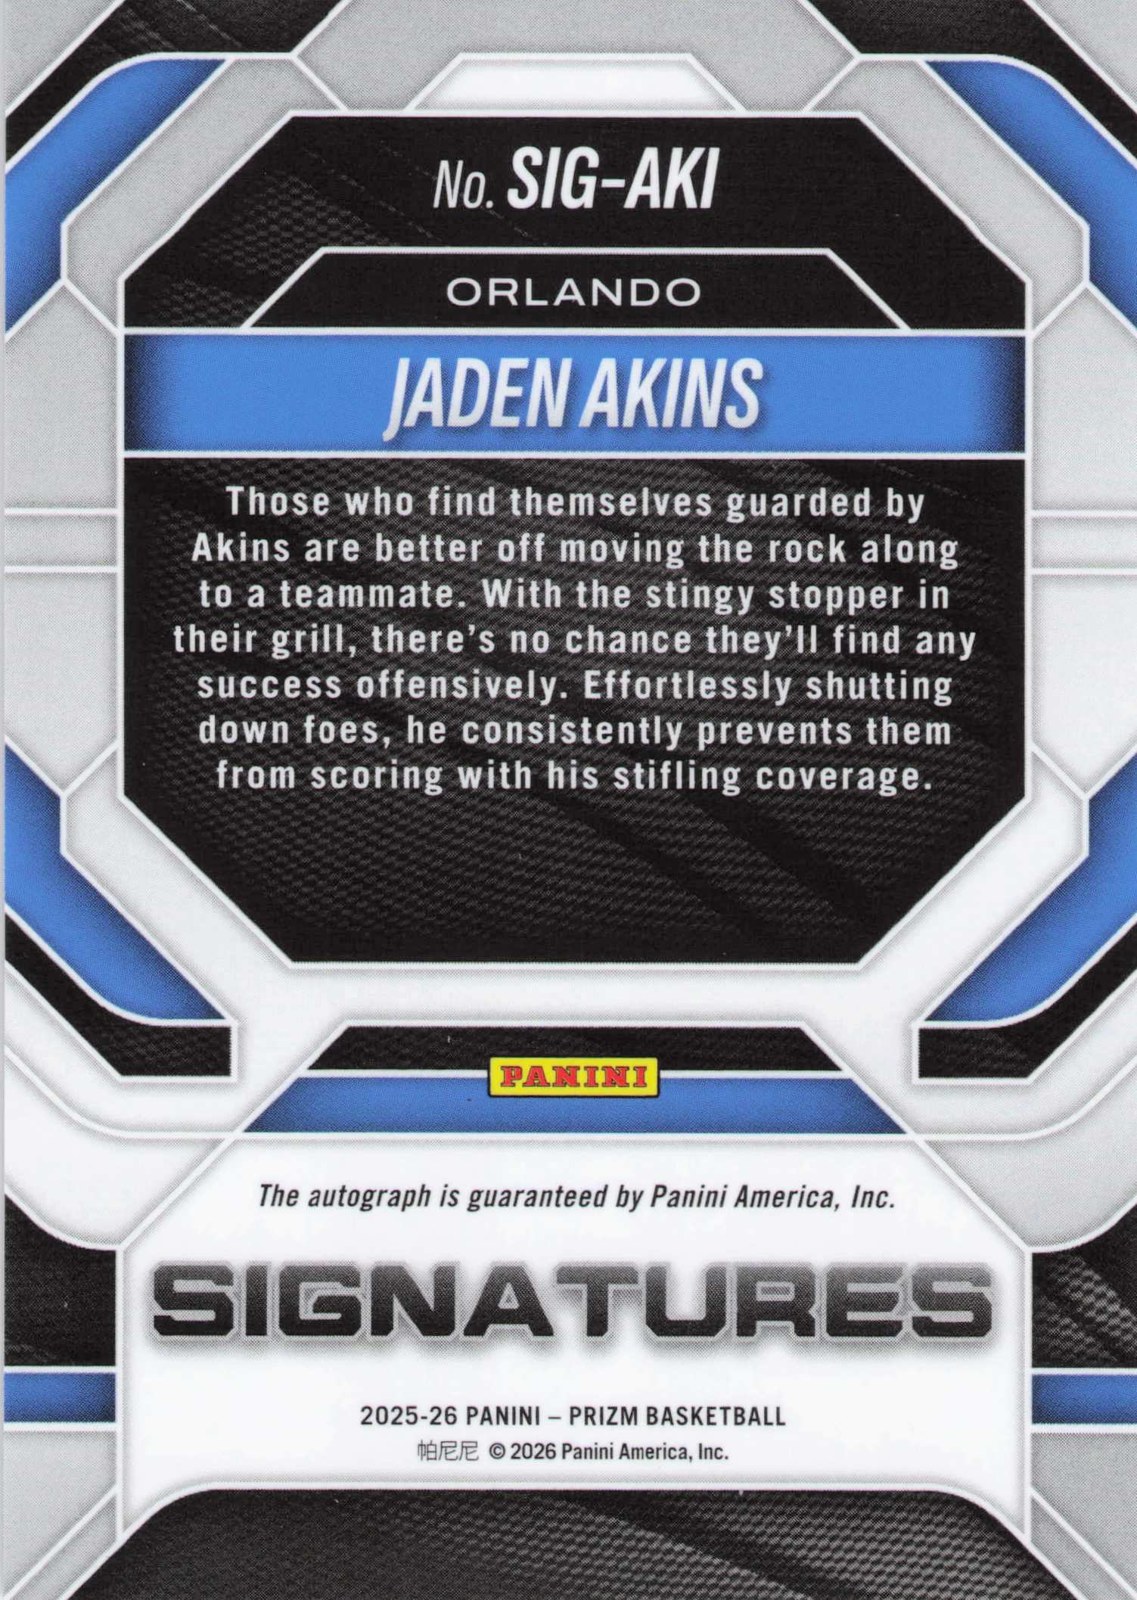 No. SIG-AKI
ORLANDO
JADEN AKINS
Those who find themselves guarded by
Akins are better off moving the rock along
to a teammate. With the stingy stopper in
their grill, there's no chance they'll find any
success offensively. Effortlessly shutting
down foes, he consistently prevents them
from scoring with his stifling coverage.
PANINI
The autograph is guaranteed by Panini America, Inc.
SIGNATURES
2025-26 PANINI – PRIZM BASKETBALL
帕尼尼 © 2026 Panini America, Inc.